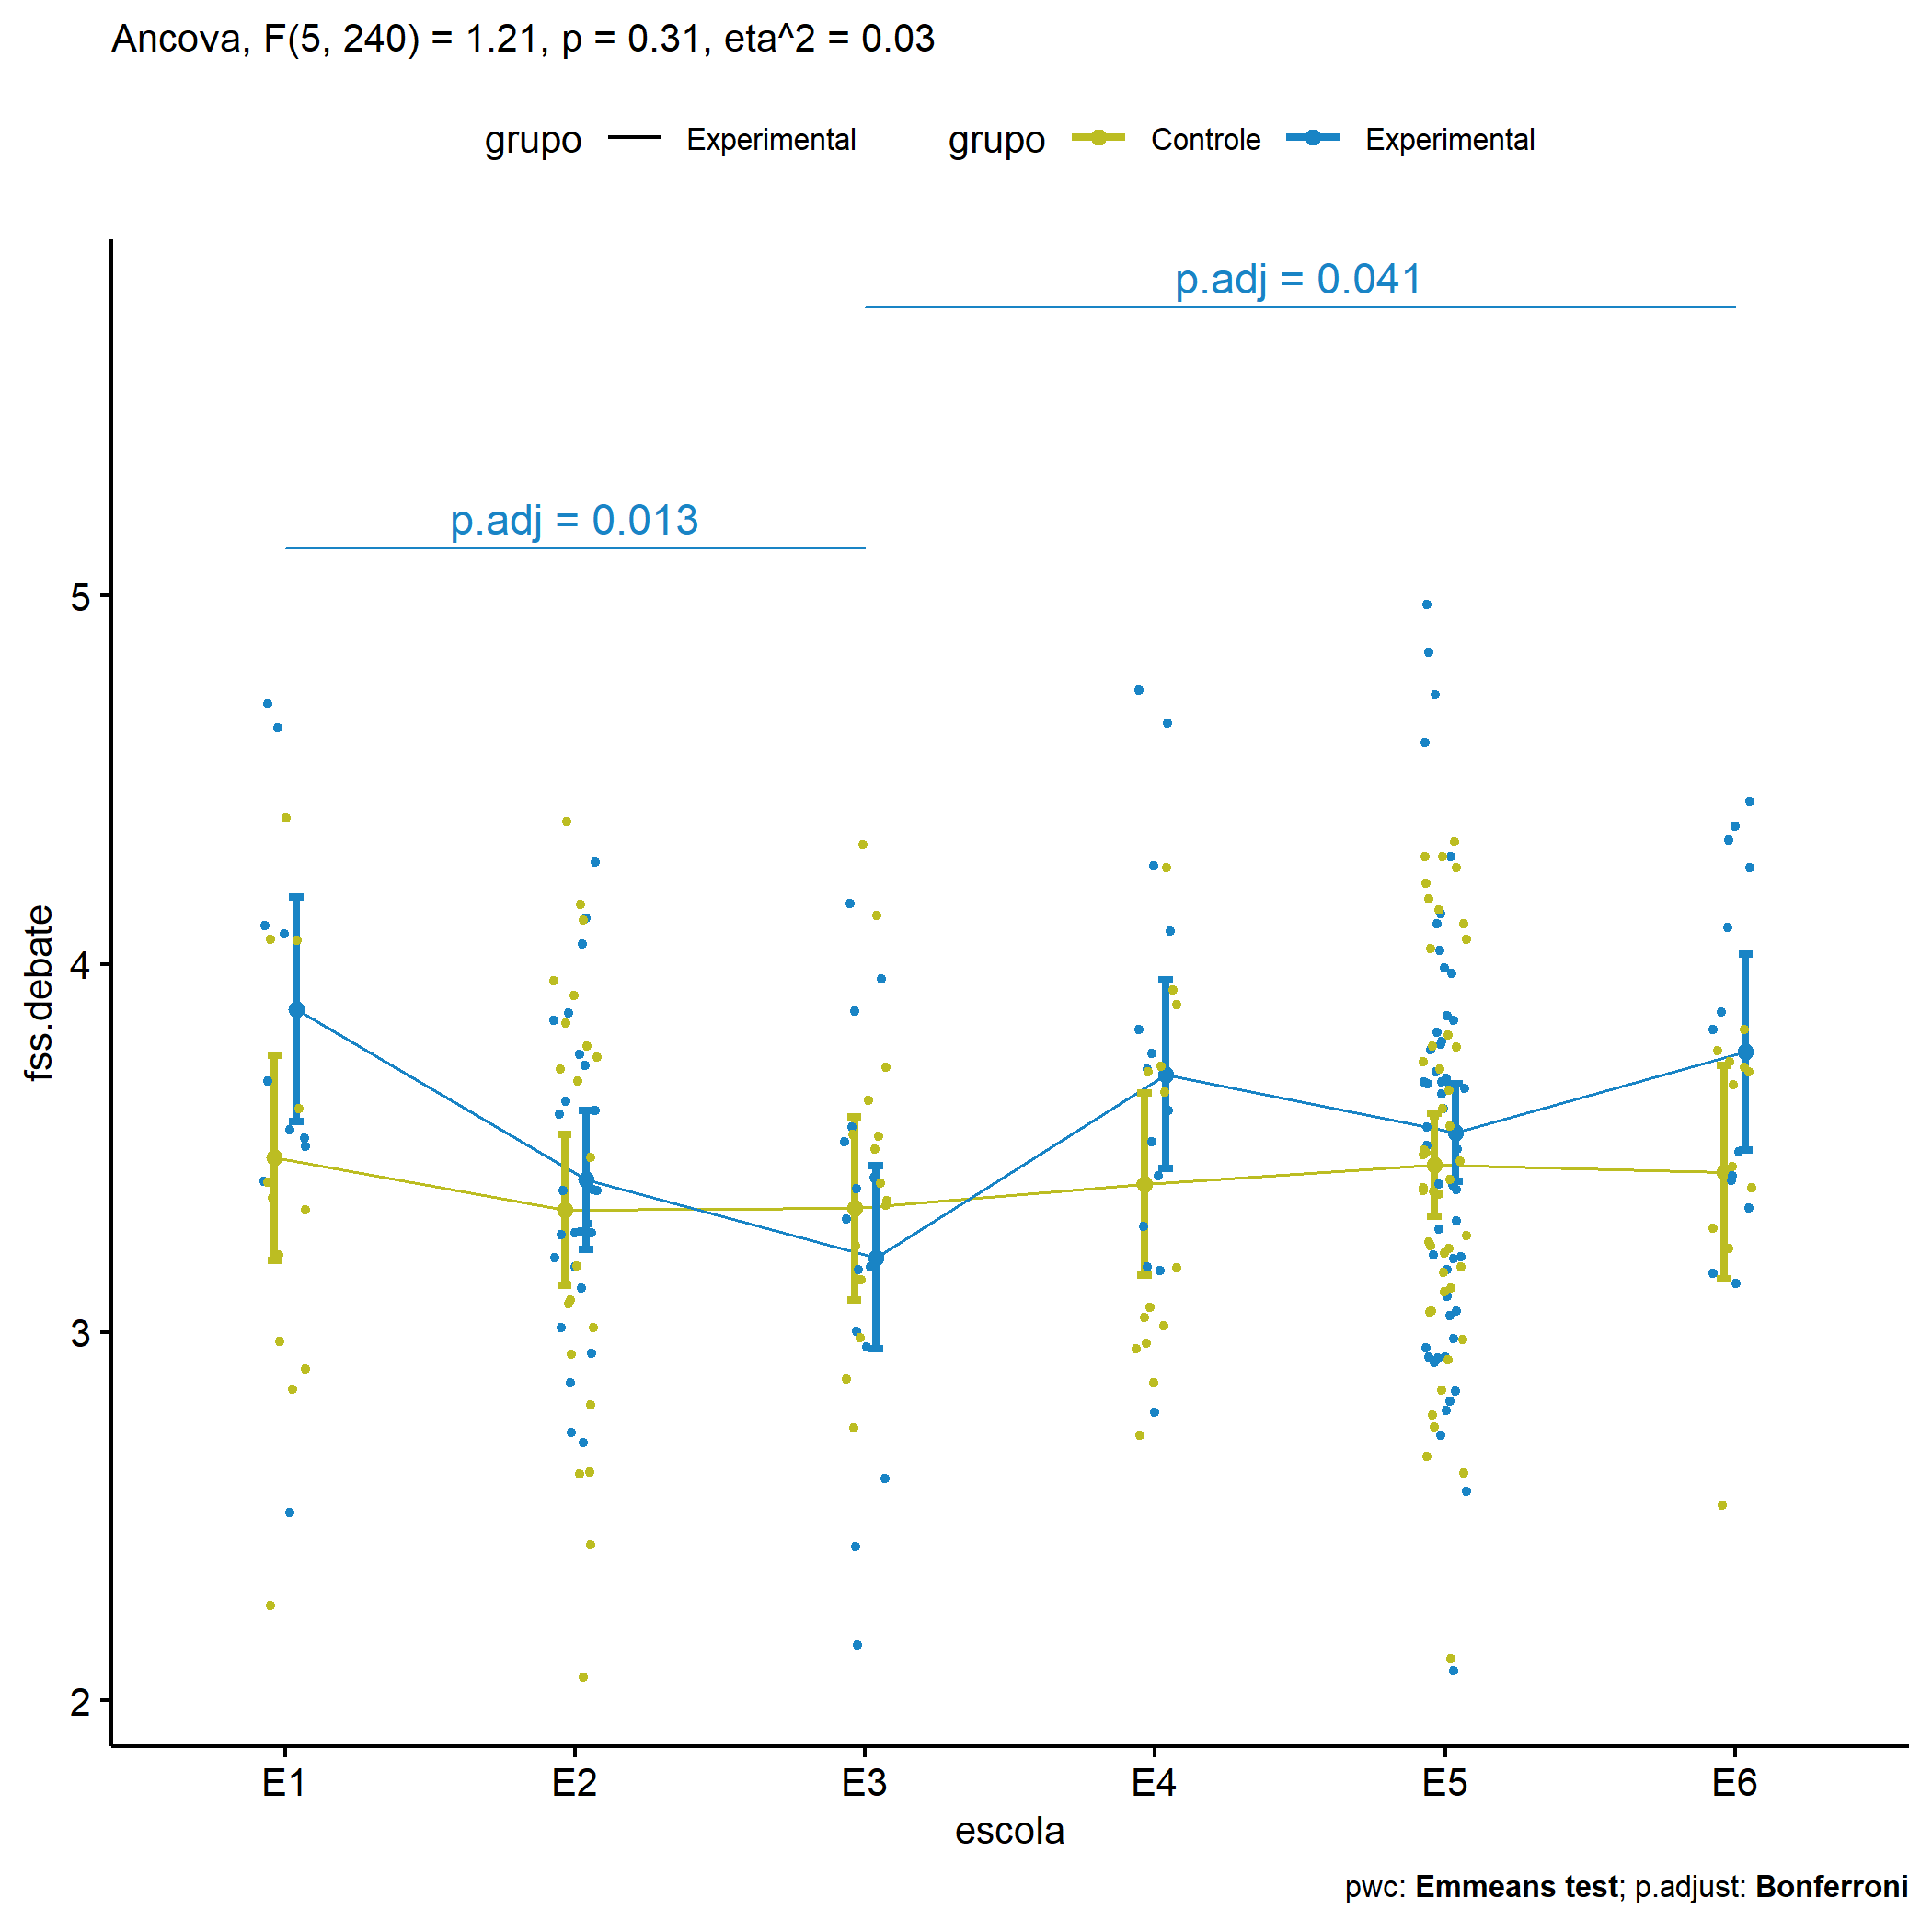 Ancova, F(5, 240) = 1.21, p = 0.31, eta^2 = 0.03
grupo Experimental grupo Controle Experimental
p.adj = 0.041
p.adj = 0.013
5
4
3
2
fss.debate
E1 E2 E3 E4 E5 E6
escola
pwc: Emmeans test; p.adjust: Bonferroni